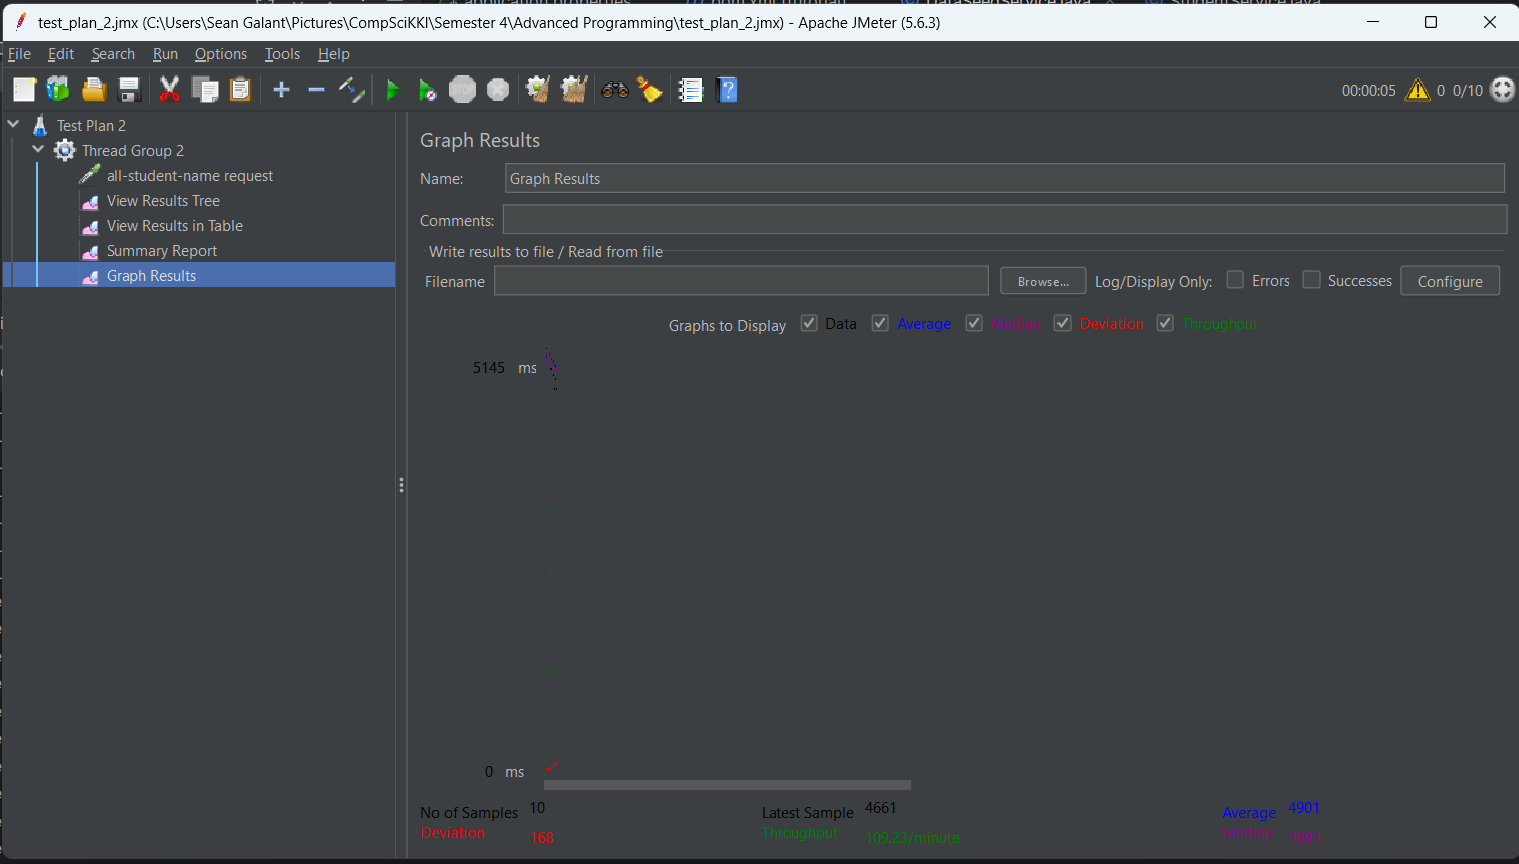 test_plan_2.jmx (C:\Users\Sean Galant\Pictures\CompSciKKI\Semester 4\Advanced Programming\test_plan_2.jmx) - Apache JMeter (5.6.3)
File Edit Search Run Options Tools Help
STOP
00:00:05 0 0/10
Test Plan 2
Thread Group 2
all-student-name request
View Results Tree
View Results in Table
Summary Report
Graph Results
Graph Results
Name: Graph Results
Comments:
Write results to file / Read from file
Filename Browse... Log/Display Only: Errors Successes Configure
Graphs to Display Data Average Median Deviation Throughput
5145 ms
0 ms
No of Samples 10 Latest Sample 4661 Average 4901
Deviation 168 Throughput 109.23/minute Median